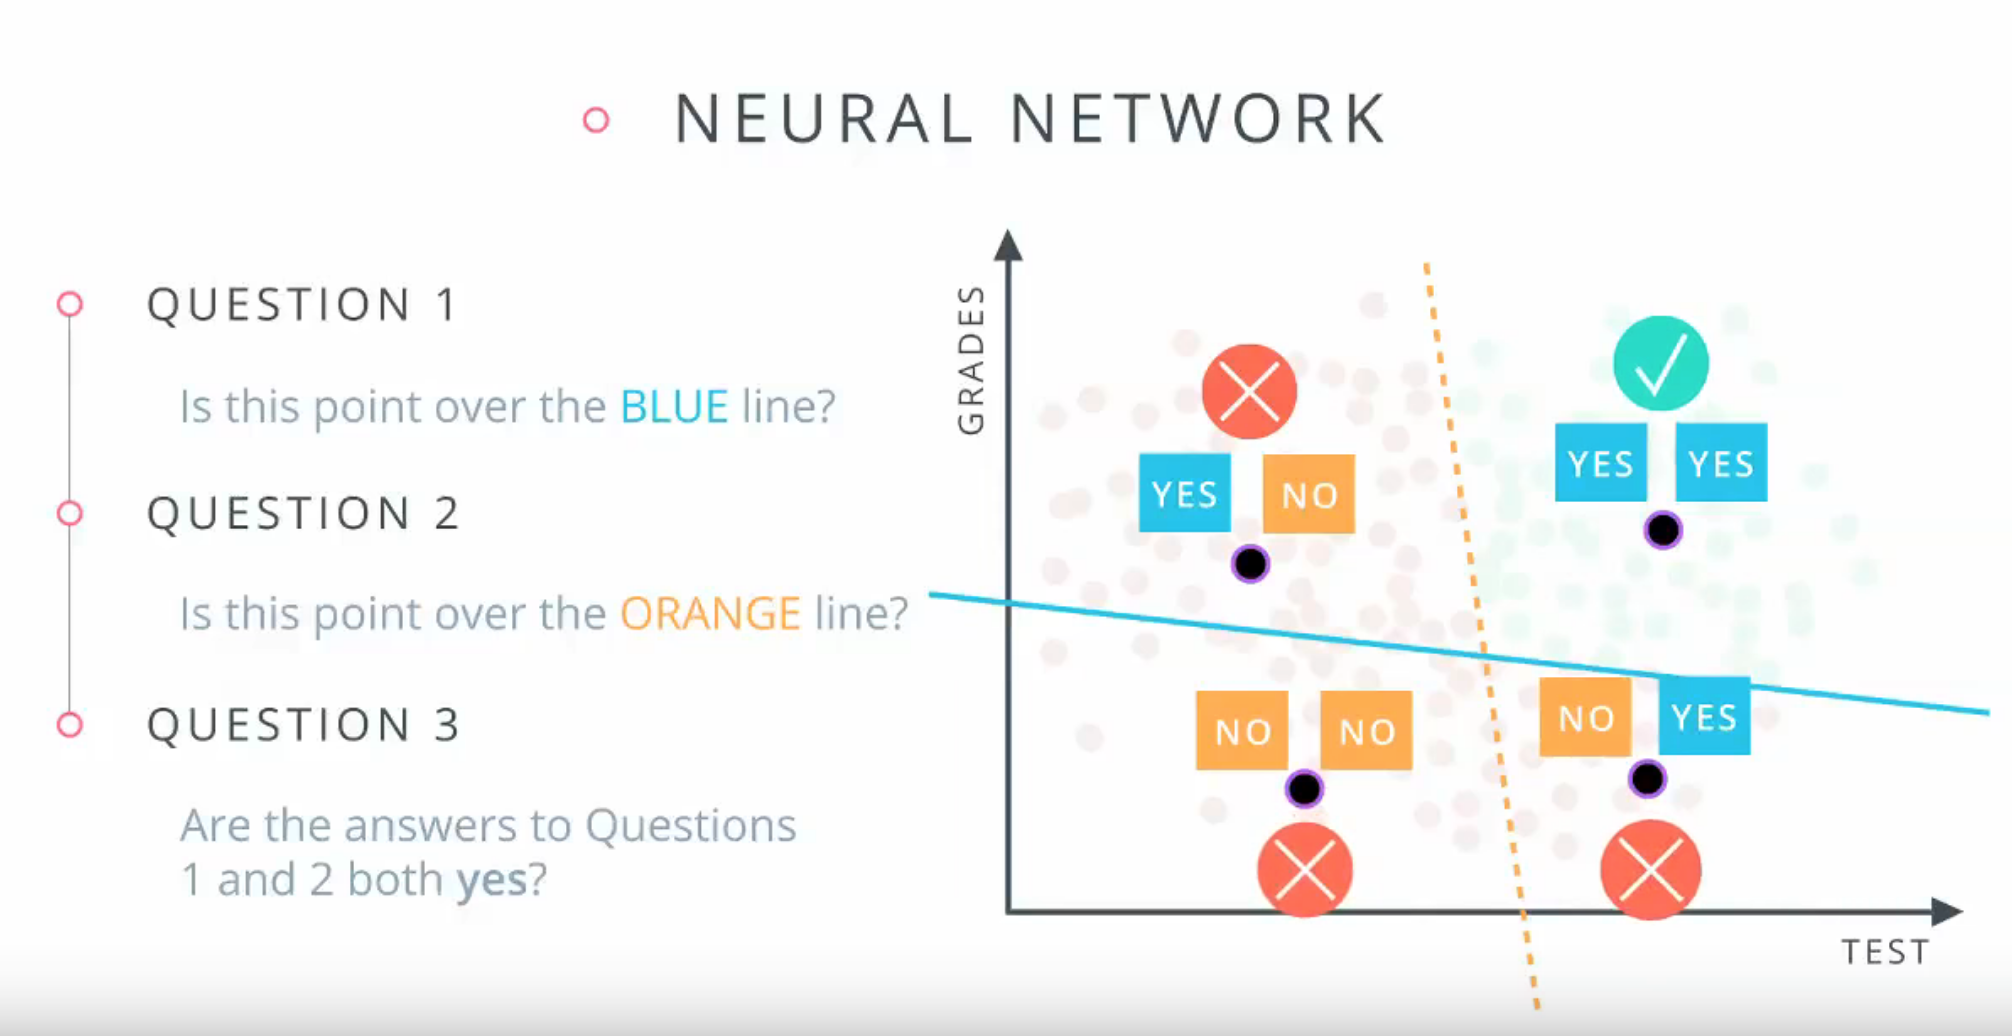 NEURAL NETWORK
QUESTION 1
Is this point over the BLUE line?
QUESTION 2
Is this point over the ORANGE line?
QUESTION 3
Are the answers to Questions
1 and 2 both yes?
GRADES
YES NO
YES YES
NO NO
NO YES
TEST